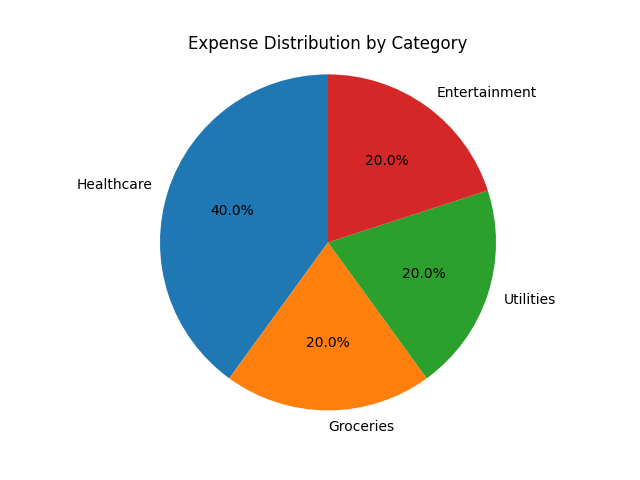 Expense Distribution by Category
Entertainment
20.0%
Healthcare
40.0%
20.0%
Utilities
20.0%
Groceries